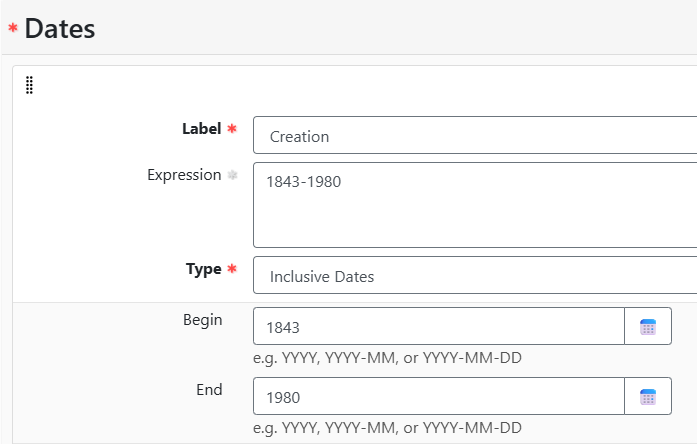 * Dates
Label *
Creation
Expression *
1843-1980
Type *
Inclusive Dates
Begin
1843
e.g. YYYY, YYYY-MM, or YYYY-MM-DD
End
1980
e.g. YYYY, YYYY-MM, or YYYY-MM-DD